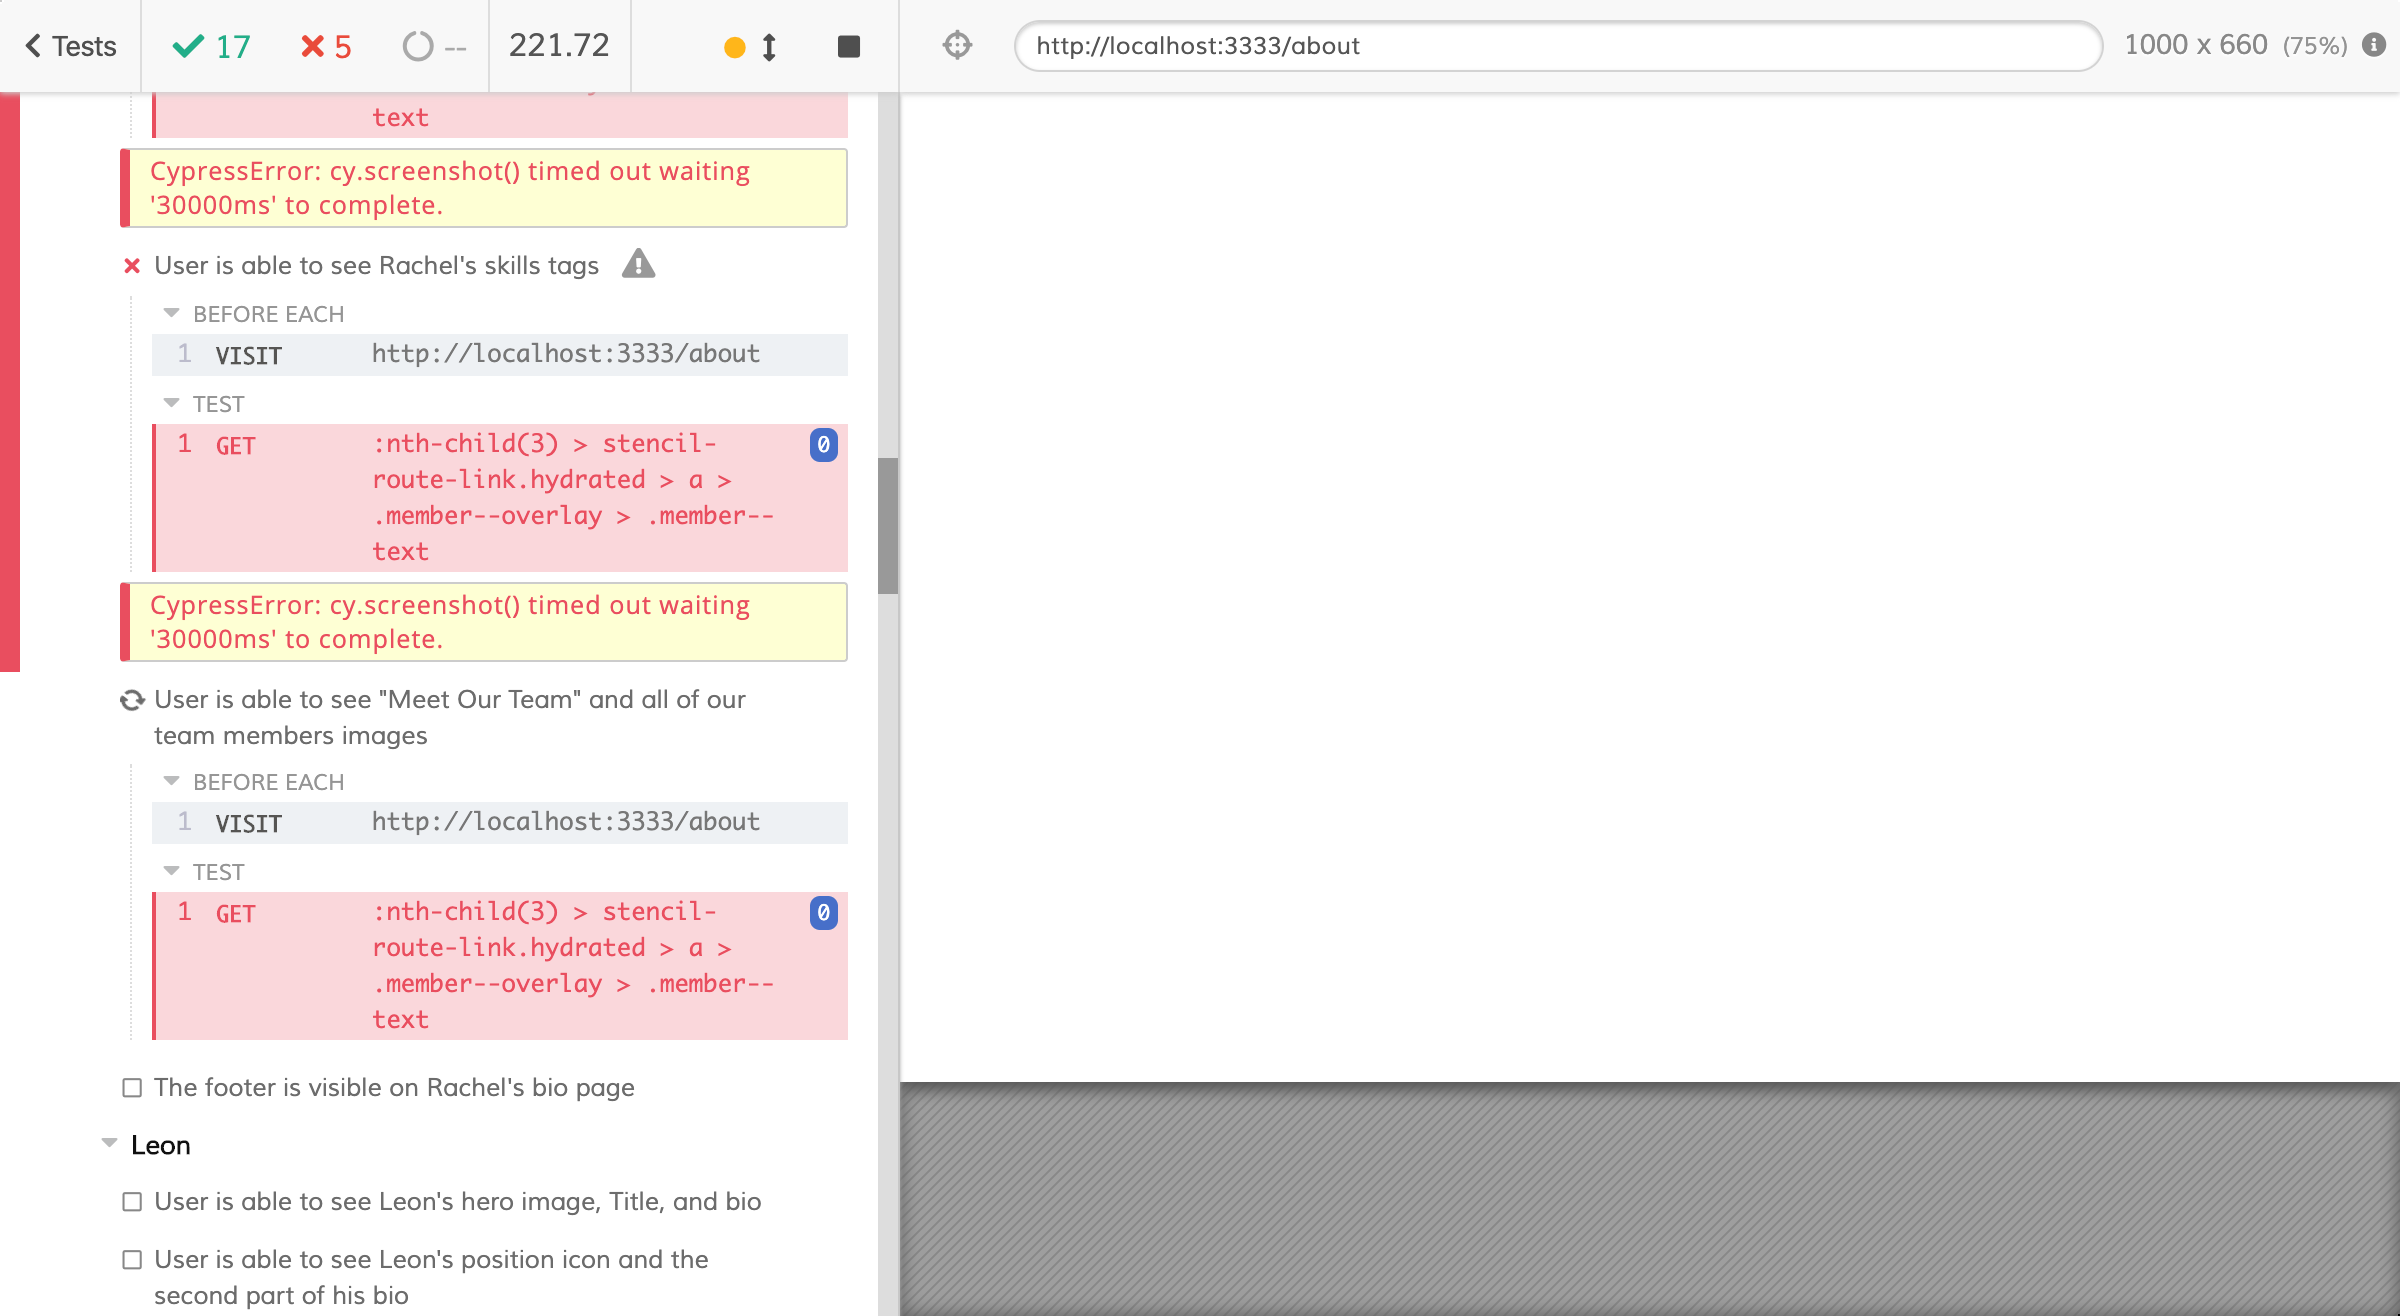 Tests
17
5
--
221.72
http://localhost:3333/about
1000 x 660 (75%)
text
CypressError: cy.screenshot() timed out waiting
'30000ms' to complete.
User is able to see Rachel's skills tags
BEFORE EACH
1 VISIT http://localhost:3333/about
TEST
1 GET :nth-child(3) > stencil- 0
route-link.hydrated > a >
.member--overlay > .member--
text
CypressError: cy.screenshot() timed out waiting
'30000ms' to complete.
User is able to see "Meet Our Team" and all of our
team members images
BEFORE EACH
1 VISIT http://localhost:3333/about
TEST
1 GET :nth-child(3) > stencil- 0
route-link.hydrated > a >
.member--overlay > .member--
text
The footer is visible on Rachel's bio page
Leon
User is able to see Leon's hero image, Title, and bio
User is able to see Leon's position icon and the
second part of his bio